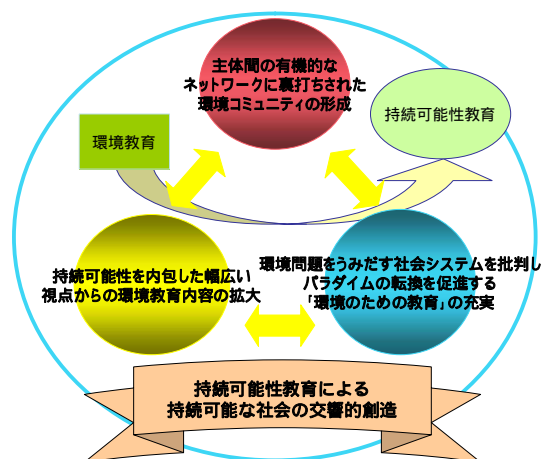 主体間の有機的な
ネットワークに裏打ちされた
環境コミュニティの形成
持続可能性教育
環境教育
持続可能性を内包した幅広い
視点からの環境教育内容の拡大
環境問題をうみだす社会システムを批判し
パラダイムの転換を促進する
「環境のための教育」の充実
持続可能性教育による
持続可能な社会の交響的創造